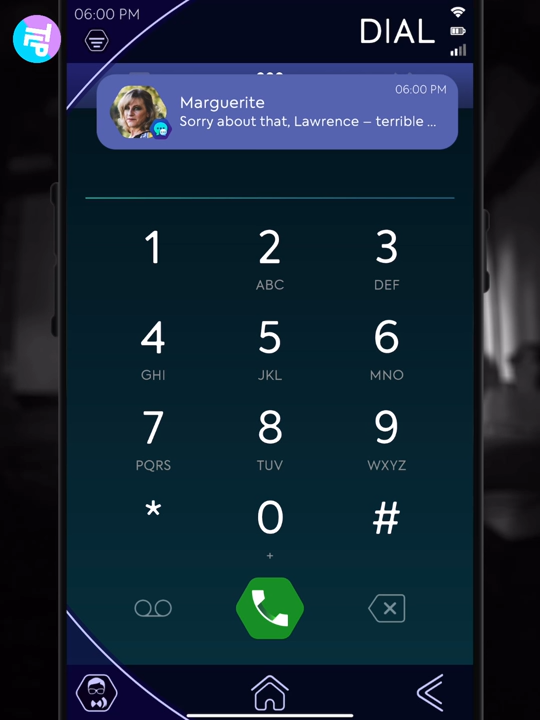 06:00 PM
DIAL
06:00 PM
Marguerite
Sorry about that, Lawrence – terrible ...
1 2 3
ABC DEF
4 5 6
GHI JKL MNO
7 8 9
PQRS TUV WXYZ
* 0 #
+